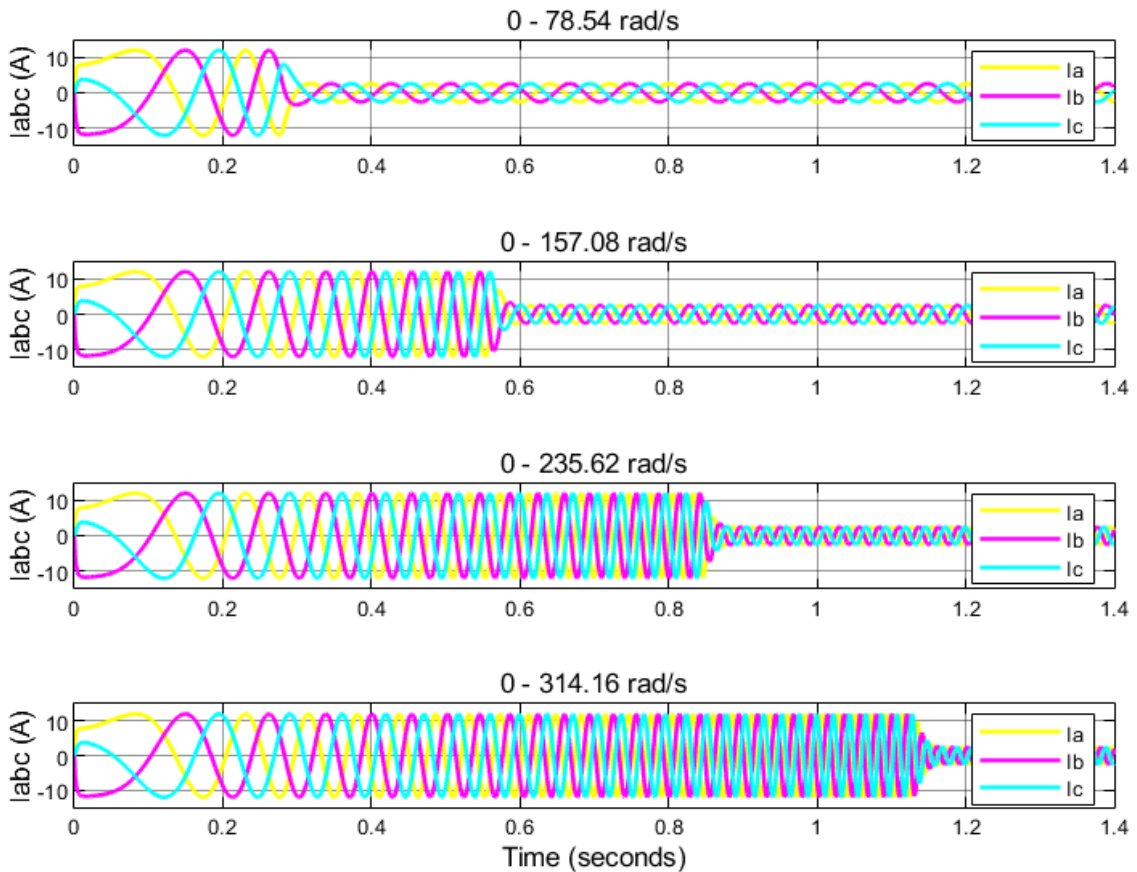 0 - 78.54 rad/s
Iabc (A)
10
0
-10
Ia
Ib
Ic
0 0.2 0.4 0.6 0.8 1 1.2 1.4
0 - 157.08 rad/s
Iabc (A)
10
0
-10
Ia
Ib
Ic
0 0.2 0.4 0.6 0.8 1 1.2 1.4
0 - 235.62 rad/s
Iabc (A)
10
0
-10
Ia
Ib
Ic
0 0.2 0.4 0.6 0.8 1 1.2 1.4
0 - 314.16 rad/s
Iabc (A)
10
0
-10
Ia
Ib
Ic
0 0.2 0.4 0.6 0.8 1 1.2 1.4
Time (seconds)